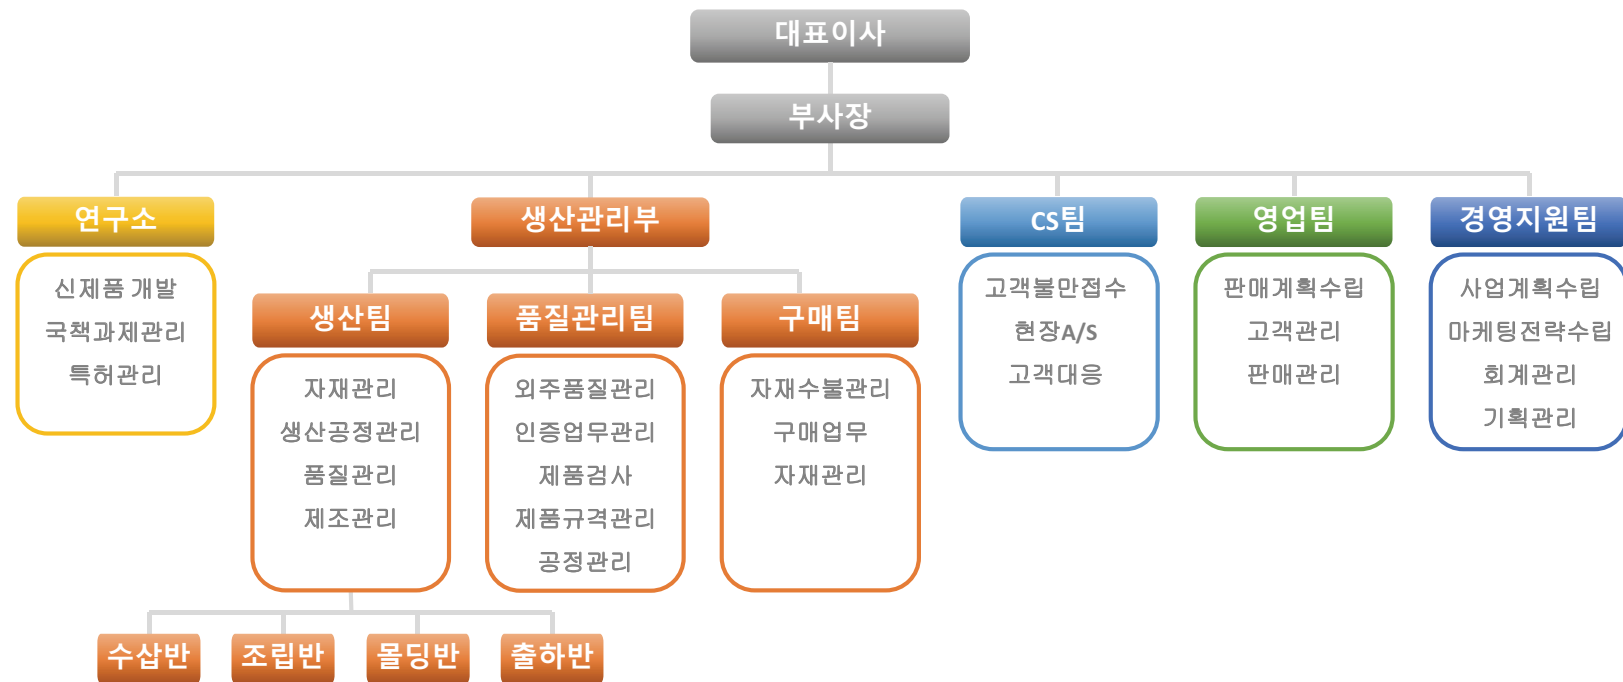 대표이사
부사장
연구소
신제품 개발
국책과제관리
특허관리
생산관리부
생산팀
자재관리
생산공정관리
품질관리
제조관리
품질관리팀
외주품질관리
인증업무관리
제품검사
제품규격관리
공정관리
구매팀
자재수불관리
구매업무
자재관리
수삽반
조립반
몰딩반
출하반
CS팀
고객불만접수
현장A/S
고객대응
영업팀
판매계획수립
고객관리
판매관리
경영지원팀
사업계획수립
마케팅전략수립
회계관리
기획관리